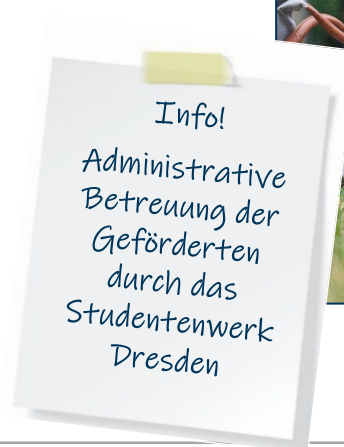 Info!
Administrative
Betreuung der
Geförderten
durch das
Studentenwerk
Dresden